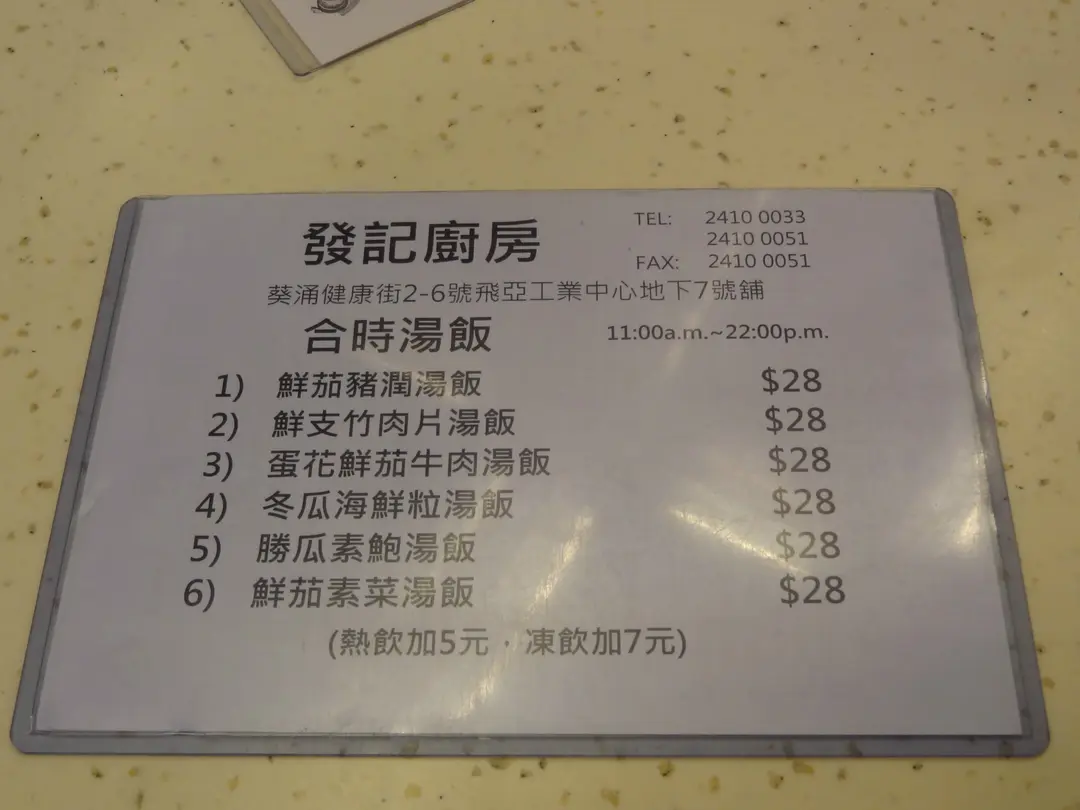 發記廚房
TEL: 2410 0033
2410 0051
FAX: 2410 0051
葵涌健康街2-6號飛亞工業中心地下7號舖
合時湯飯 11:00a.m.~22:00p.m.
1) 鮮茄豬潤湯飯 $28
2) 鮮支竹肉片湯飯 $28
3) 蛋花鮮茄牛肉湯飯 $28
4) 冬瓜海鮮粒湯飯 $28
5) 勝瓜素鮑湯飯 $28
6) 鮮茄素菜湯飯 $28
(熱飲加5元，凍飲加7元)